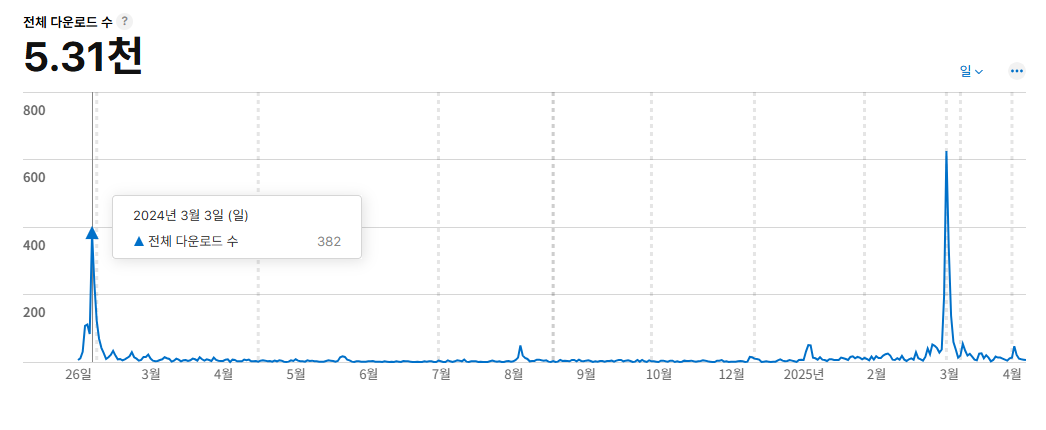 전체 다운로드 수 ?
5.31천
일
800
600
400
200
2024년 3월 3일 (일)
전체 다운로드 수 382
26일 3월 4월 5월 6월 7월 8월 9월 10월 12월 2025년 2월 3월 4월